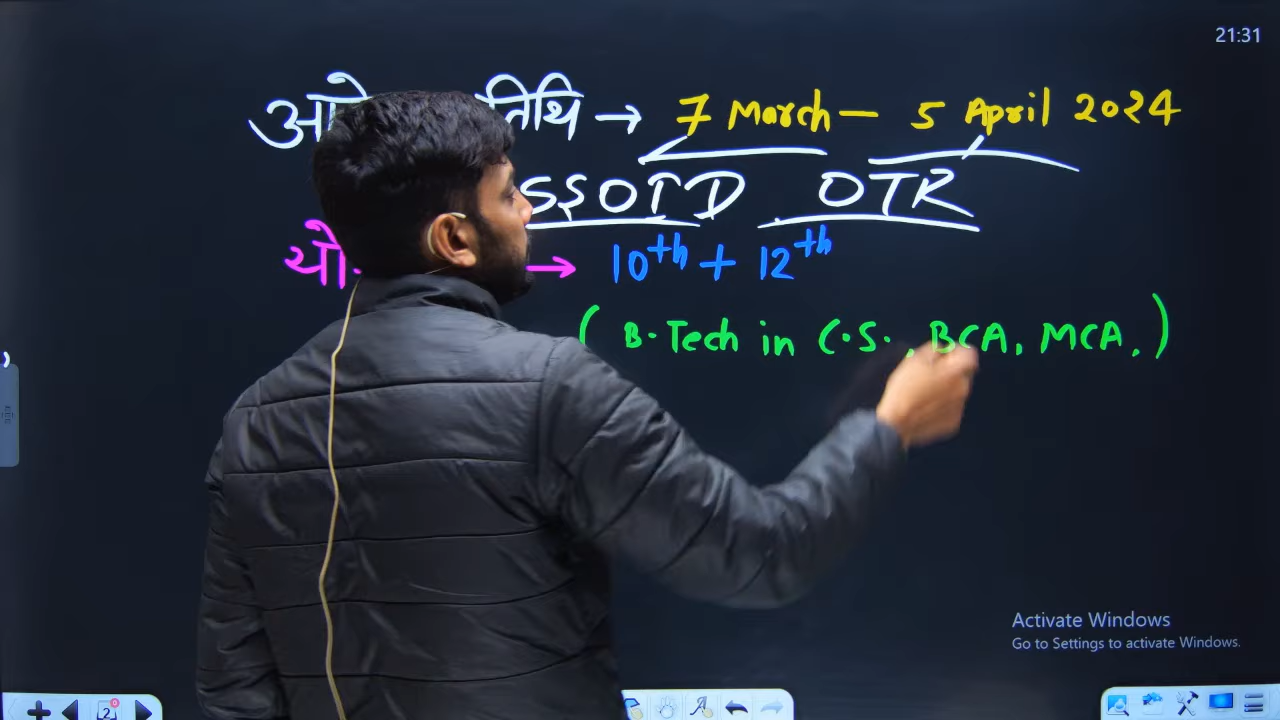 21:31
तिथि → 7 March — 5 April 2024
OTR
→ 10th + 12th
( B.Tech in C.S., BCA, MCA, )
Activate Windows
Go to Settings to activate Windows.
2